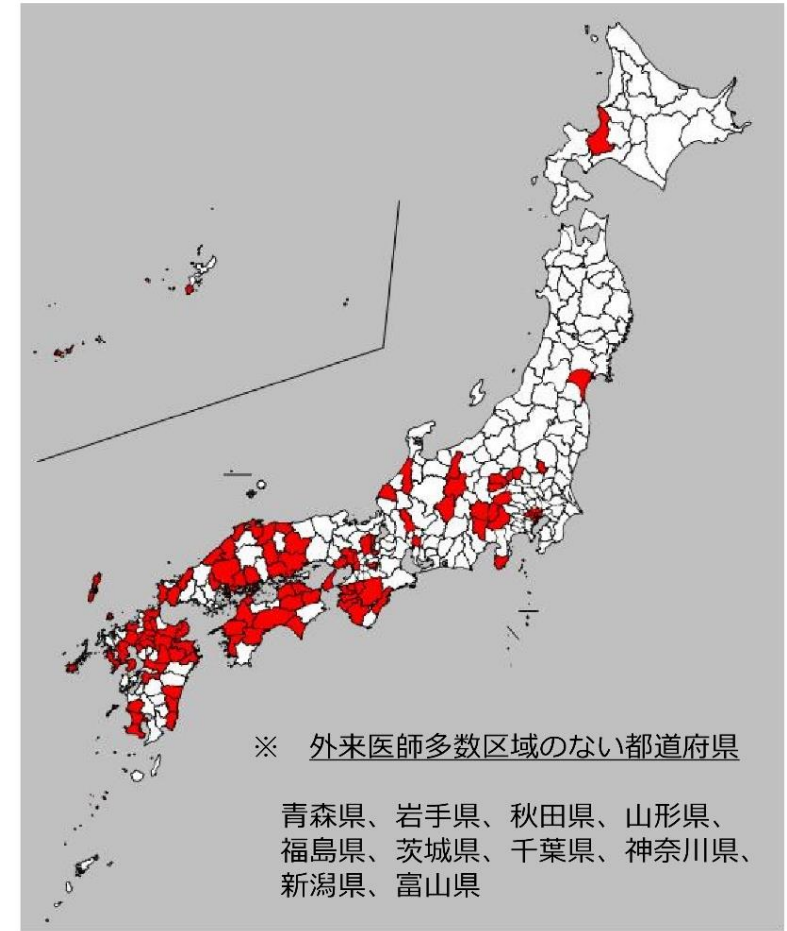 ※ 外来医師多数区域のない都道府県
青森県、岩手県、秋田県、山形県、
福島県、茨城県、千葉県、神奈川県、
新潟県、富山県